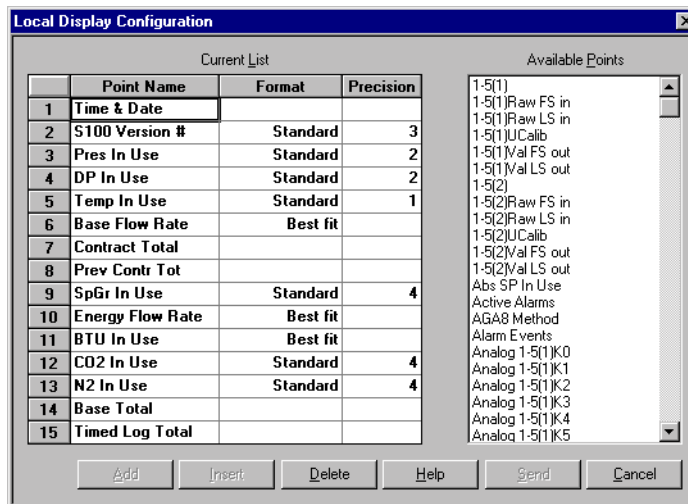 Local Display Configuration
Current List
Point Name Format Precision
1 Time & Date
2 S100 Version # Standard 3
3 Pres In Use Standard 2
4 DP In Use Standard 2
5 Temp In Use Standard 1
6 Base Flow Rate Best fit
7 Contract Total
8 Prev Contr Tot
9 SpGr In Use Standard 4
10 Energy Flow Rate Best fit
11 BTU In Use Best fit
12 CO2 In Use Standard 4
13 N2 In Use Standard 4
14 Base Total
15 Timed Log Total
Available Points
1-5(1)
1-5(1)Raw FS in
1-5(1)Raw LS in
1-5(1)UCalib
1-5(1)Val FS out
1-5(1)Val LS out
1-5(2)
1-5(2)Raw FS in
1-5(2)Raw LS in
1-5(2)UCalib
1-5(2)Val FS out
1-5(2)Val LS out
Abs SP In Use
Active Alarms
AGA8 Method
Alarm Events
Analog 1-5(1)K0
Analog 1-5(1)K1
Analog 1-5(1)K2
Analog 1-5(1)K3
Analog 1-5(1)K4
Analog 1-5(1)K5
Add Insert Delete Help Send Cancel